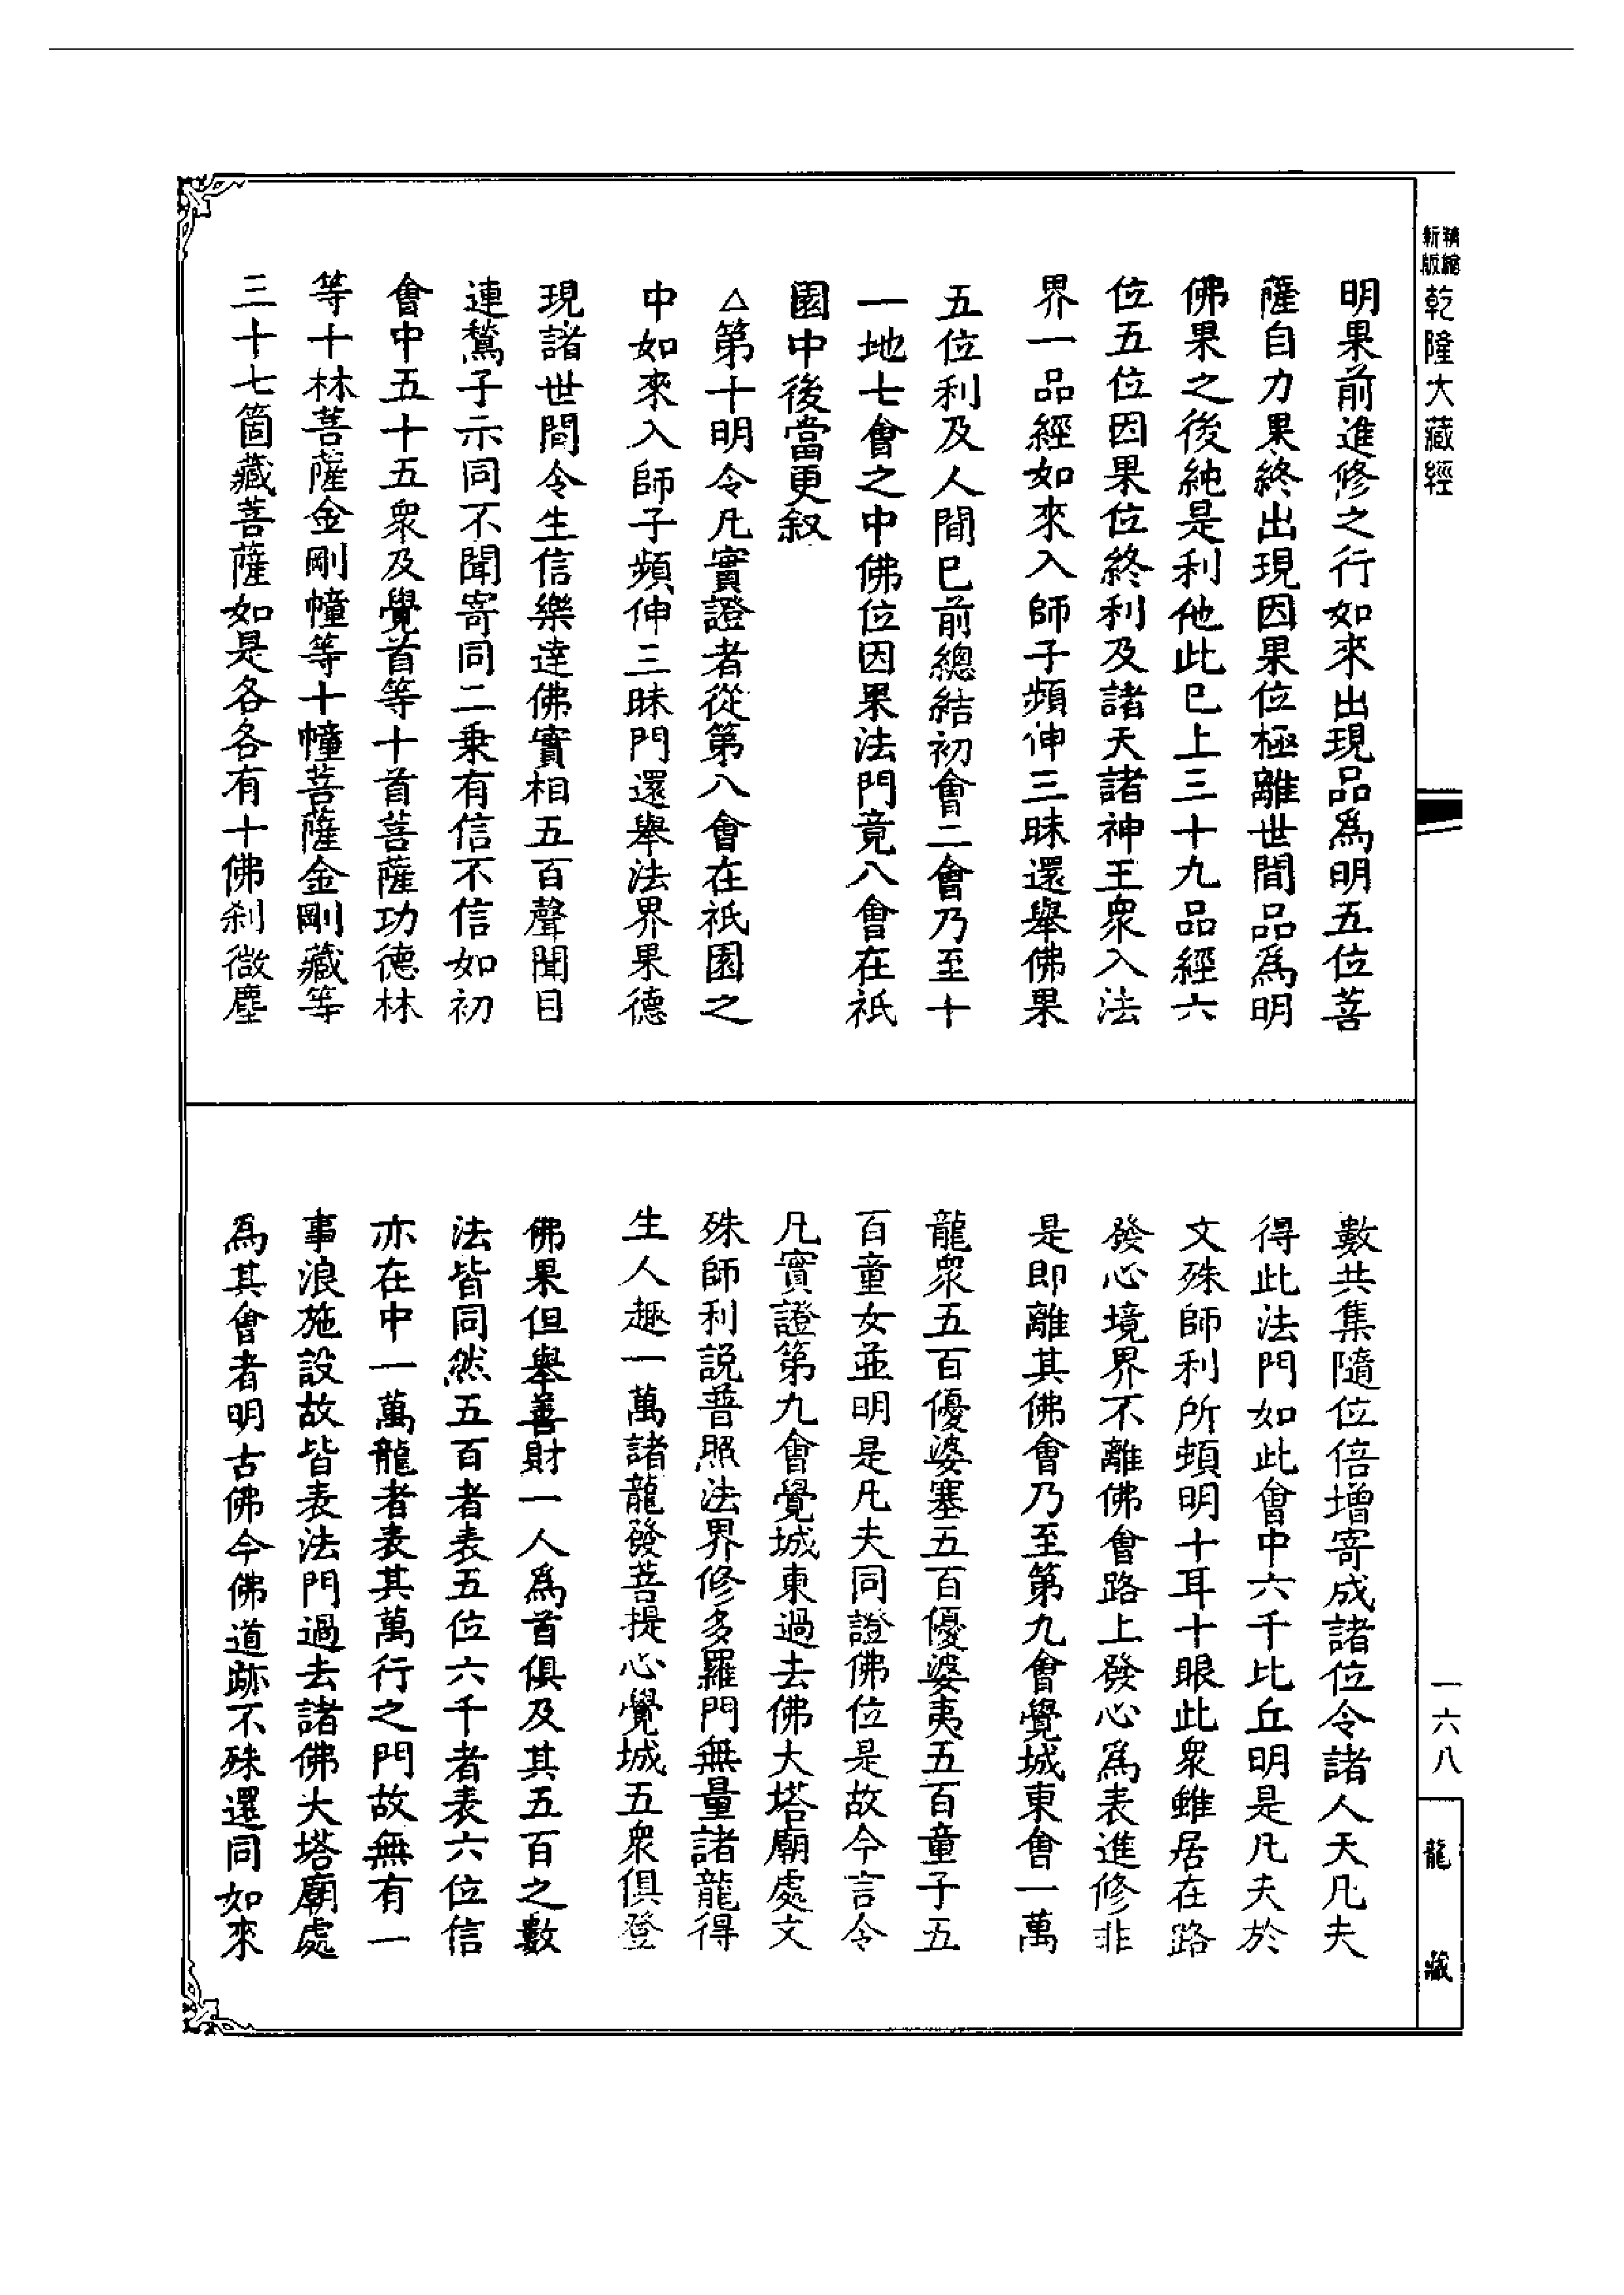 精縮
新版
乾隆大藏經
明果前進修之行如來出現品為明五位菩
薩自力果終出現因果位極離世間品為明
佛果之後純是利他此巳上三十九品經六
位五位因果位終利及諸天諸神王眾入法
界一品經如來入師子頻伸三昧還舉佛果
五位利及人間巳前總結初會二會乃至十
一地七會之中佛位因果法門竟八會在祇
園中後當更叙
△第十明令凡實證者從第八會在祇園之
中如來入師子頻伸三昧門還舉法界果德
現諸世間令生信樂達佛實相五百聲聞目
連鶖子示同不聞寄同二乘有信不信如初
會中五十五眾及覺首等十首菩薩功德林
等十林菩薩金剛幢等十幢菩薩金剛藏等
三十七箇藏菩薩如是各各有十佛刹微塵
數共集隨位倍增寄成諸位令諸人天凡夫
得此法門如此會中六千比丘明是凡夫於
文殊師利所頓明十耳十眼此眾雖居在路
發心境界不離佛會路上發心為表進修非
是即離其佛會乃至第九會覺城東會一萬
龍眾五百優婆塞五百優婆夷五百童子五
百童女並明是凡夫同證佛位是故今言令
凡實證第九會覺城東過去佛大塔廟處文
殊師利説普照法界修多羅門無量諸龍得
生人趣一萬諸龍發菩提心覺城五眾俱登
佛果但舉善財一人為首俱及其五百之數
法皆同然五百者表五位六千者表六位信
亦在中一萬龍者表其萬行之門故無有一
事浪施設故皆表法門過去諸佛大塔廟處
為其會者明古佛今佛道跡不殊還同如來
一六八
龍藏